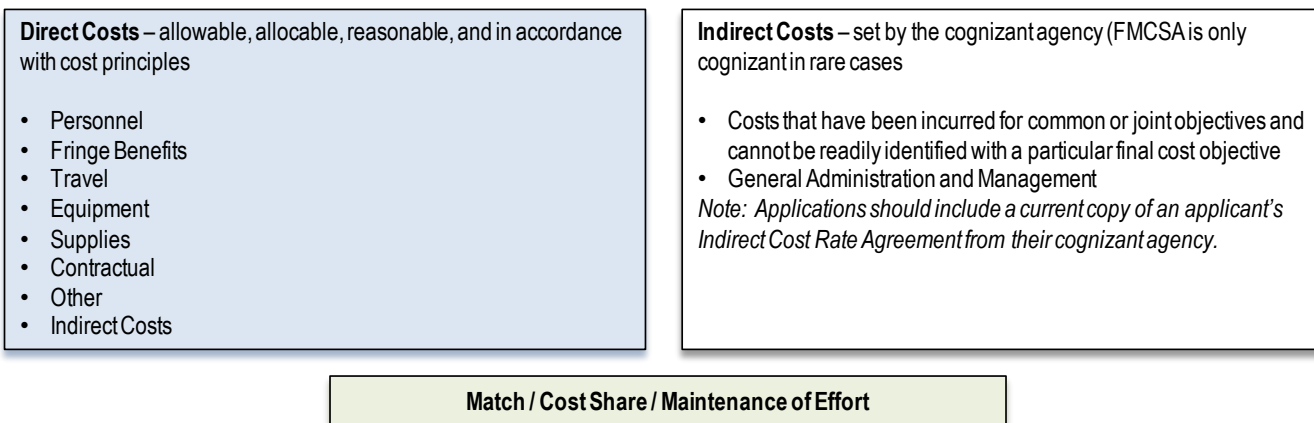 Direct Costs – allowable, allocable, reasonable, and in accordance
with cost principles
• Personnel
• Fringe Benefits
• Travel
• Equipment
• Supplies
• Contractual
• Other
• Indirect Costs
Indirect Costs – set by the cognizant agency (FMCSA is only
cognizant in rare cases
• Costs that have been incurred for common or joint objectives and
cannot be readily identified with a particular final cost objective
• General Administration and Management
Note: Applications should include a current copy of an applicant's
Indirect Cost Rate Agreement from their cognizant agency.
Match / Cost Share / Maintenance of Effort